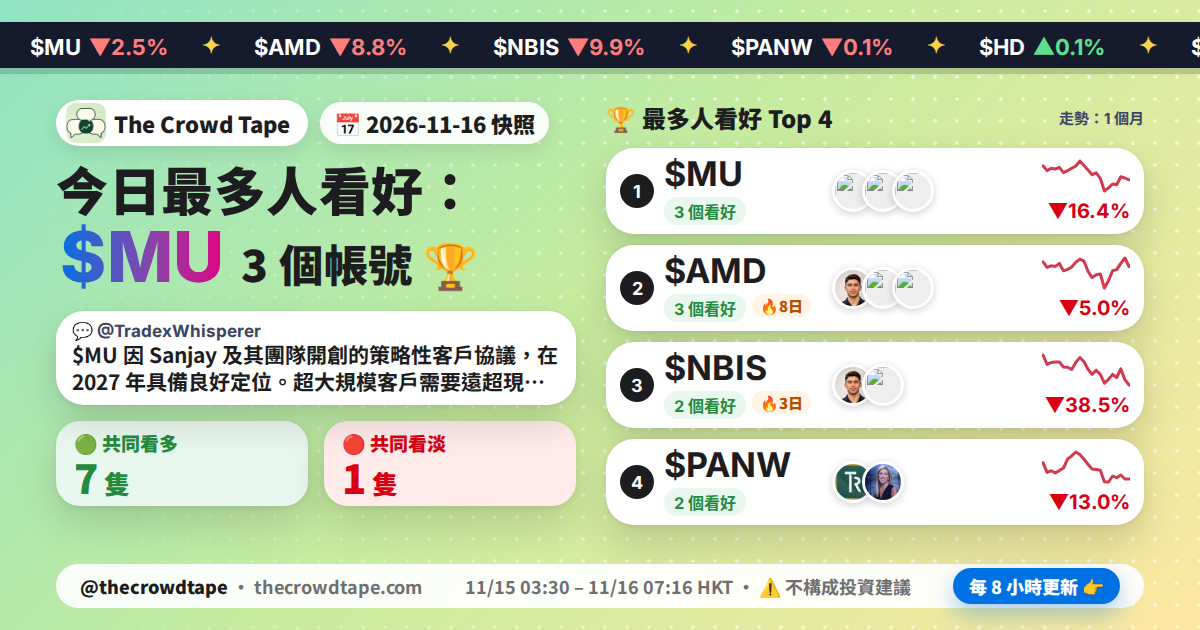 $MU ▼2.5% ✦ $AMD ▼8.8% ✦ $NBIS ▼9.9% ✦ $PANW ▼0.1% ✦ $HD ▲0.1% ✦ $
The Crowd Tape
2026-11-16 快照
今日最多人看好：
$MU 3 個帳號
@TradexWhisperer
$MU 因 Sanjay 及其團隊開創的策略性客戶協議，在
2027 年具備良好定位。超大規模客戶需要遠超現…
共同看多
7 隻
共同看淡
1 隻
最多人看好 Top 4
走勢：1個月
1 $MU
3 個看好
▼16.4%
2 $AMD
3 個看好 🔥8日
▼5.0%
3 $NBIS
2 個看好 🔥3日
▼38.5%
4 $PANW
2 個看好
TR
▼13.0%
@thecrowdtape • thecrowdtape.com
11/15 03:30 – 11/16 07:16 HKT • ⚠️ 不構成投資建議
每 8 小時更新 👉